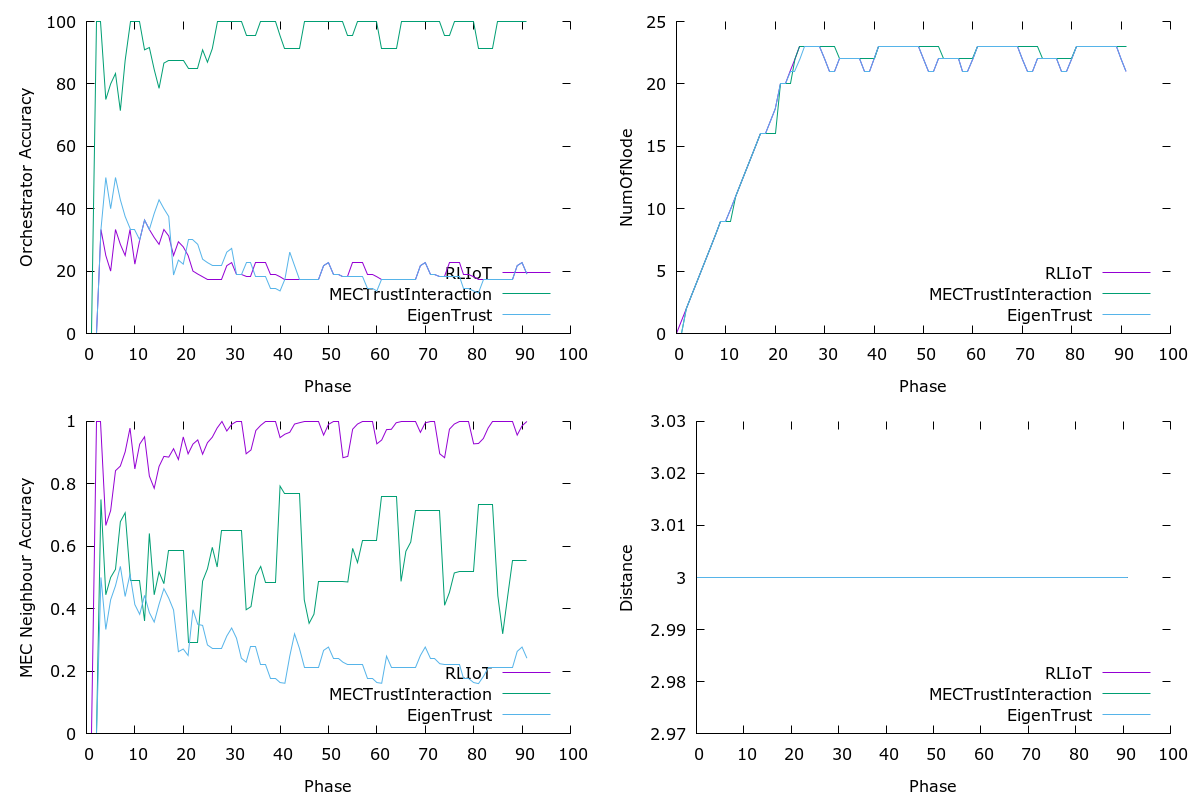 100
80
60
40
20
0
Orchestrator Accuracy
RLIoT
MECTrustInteraction
EigenTrust
0 10 20 30 40 50 60 70 80 90 100
Phase
25
20
15
10
5
0
NumOfNode
RLIoT
MECTrustInteraction
EigenTrust
0 10 20 30 40 50 60 70 80 90 100
Phase
1
0.8
0.6
0.4
0.2
0
MEC Neighbour Accuracy
RLIoT
MECTrustInteraction
EigenTrust
0 10 20 30 40 50 60 70 80 90 100
Phase
3.03
3.02
3.01
3
2.99
2.98
2.97
Distance
RLIoT
MECTrustInteraction
EigenTrust
0 10 20 30 40 50 60 70 80 90 100
Phase